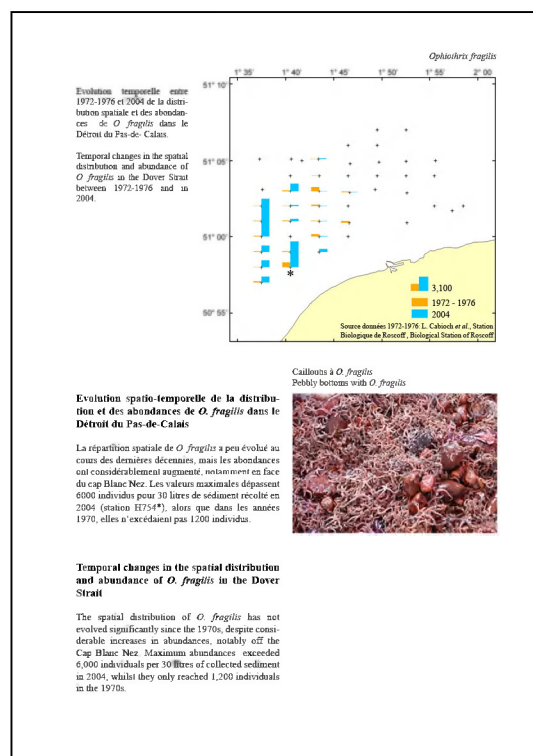 Ophiothrix fragilis
1° 35' 1° 40' 1° 45' 1° 50' 1° 55' 2° 00
51° 10'
51° 05'
51° 00'
50° 55'
Evolution temporelle entre
1972-1976 et 2004 de la distri-
bution spatiale et des abondan-
ces de O. fragilis dans le
Détroit du Pas-de- Calais.
Temporal changes in the spatial
distribution and abundance of
O. fragilis in the Dover Strait
between 1972-1976 and in
2004.
*
3,100
1972 - 1976
2004
Source données 1972-1976: L. Cabioch et al., Station
Biologique de Roscoff, Biological Station of Roscoff
Cailloutis à O. fragilis
Pebbly bottoms with O. fragilis
Evolution spatio-temporelle de la distribu-
tion et des abondances de O. fragilis dans le
Détroit du Pas-de-Calais
La répartition spatiale de O. fragilis a peu évolué au
cours des dernières décennies, mais les abondances
ont considérablement augmenté, notamment en face
du cap Blanc Nez. Les valeurs maximales dépassent
6000 individus pour 30 litres de sédiment récolté en
2004 (station H754*), alors que dans les années
1970, elles n'excédaient pas 1200 individus.
Temporal changes in the spatial distribution
and abundance of O. fragilis in the Dover
Strait
The spatial distribution of O. fragilis has not
evolved significantly since the 1970s, despite consi-
derable increases in abundances, notably off the
Cap Blanc Nez. Maximum abundances exceeded
6,000 individuals per 30 litres of collected sediment
in 2004, whilst they only reached 1,200 individuals
in the 1970s.